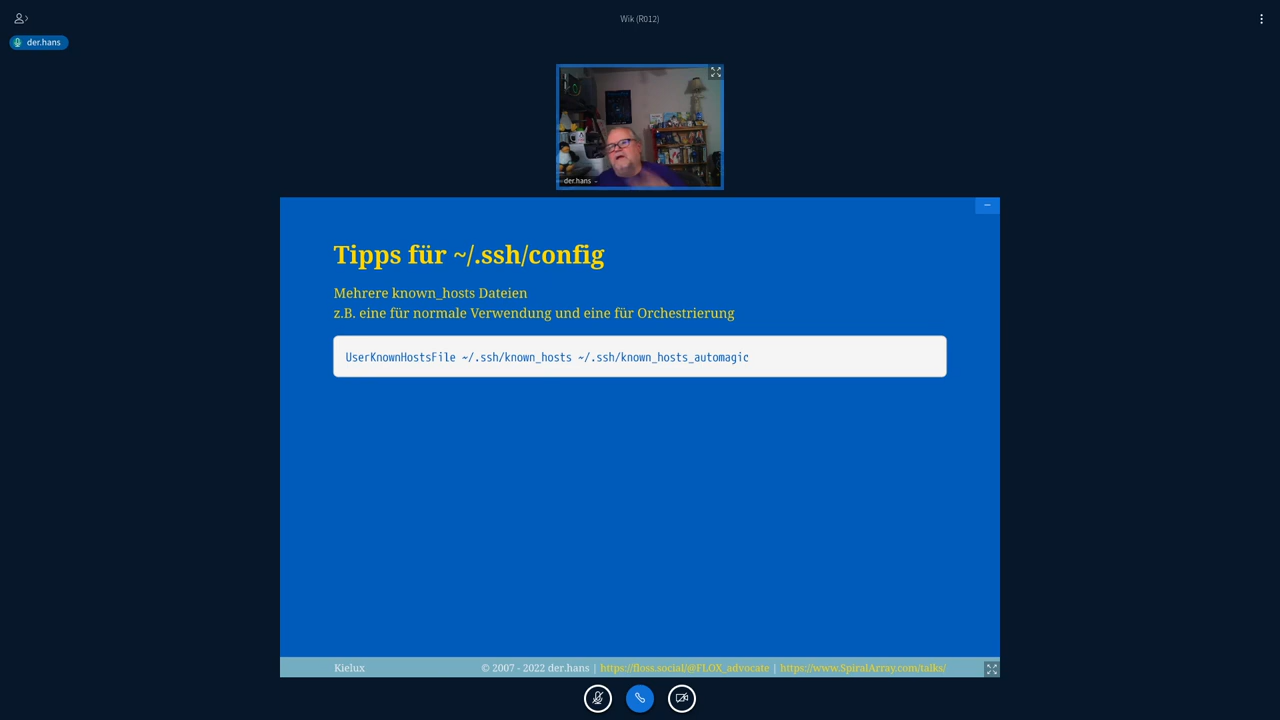 Wik (R012)
der.hans
der.hans
Tipps für ~/.ssh/config
Mehrere known_hosts Dateien
z.B. eine für normale Verwendung und eine für Orchestrierung
UserKnownHostsFile ~/.ssh/known_hosts ~/.ssh/known_hosts_automagic
Kielux
© 2007 - 2022 der.hans | https://floss.social/@FLOX_advocate | https://www.SpiralArray.com/talks/